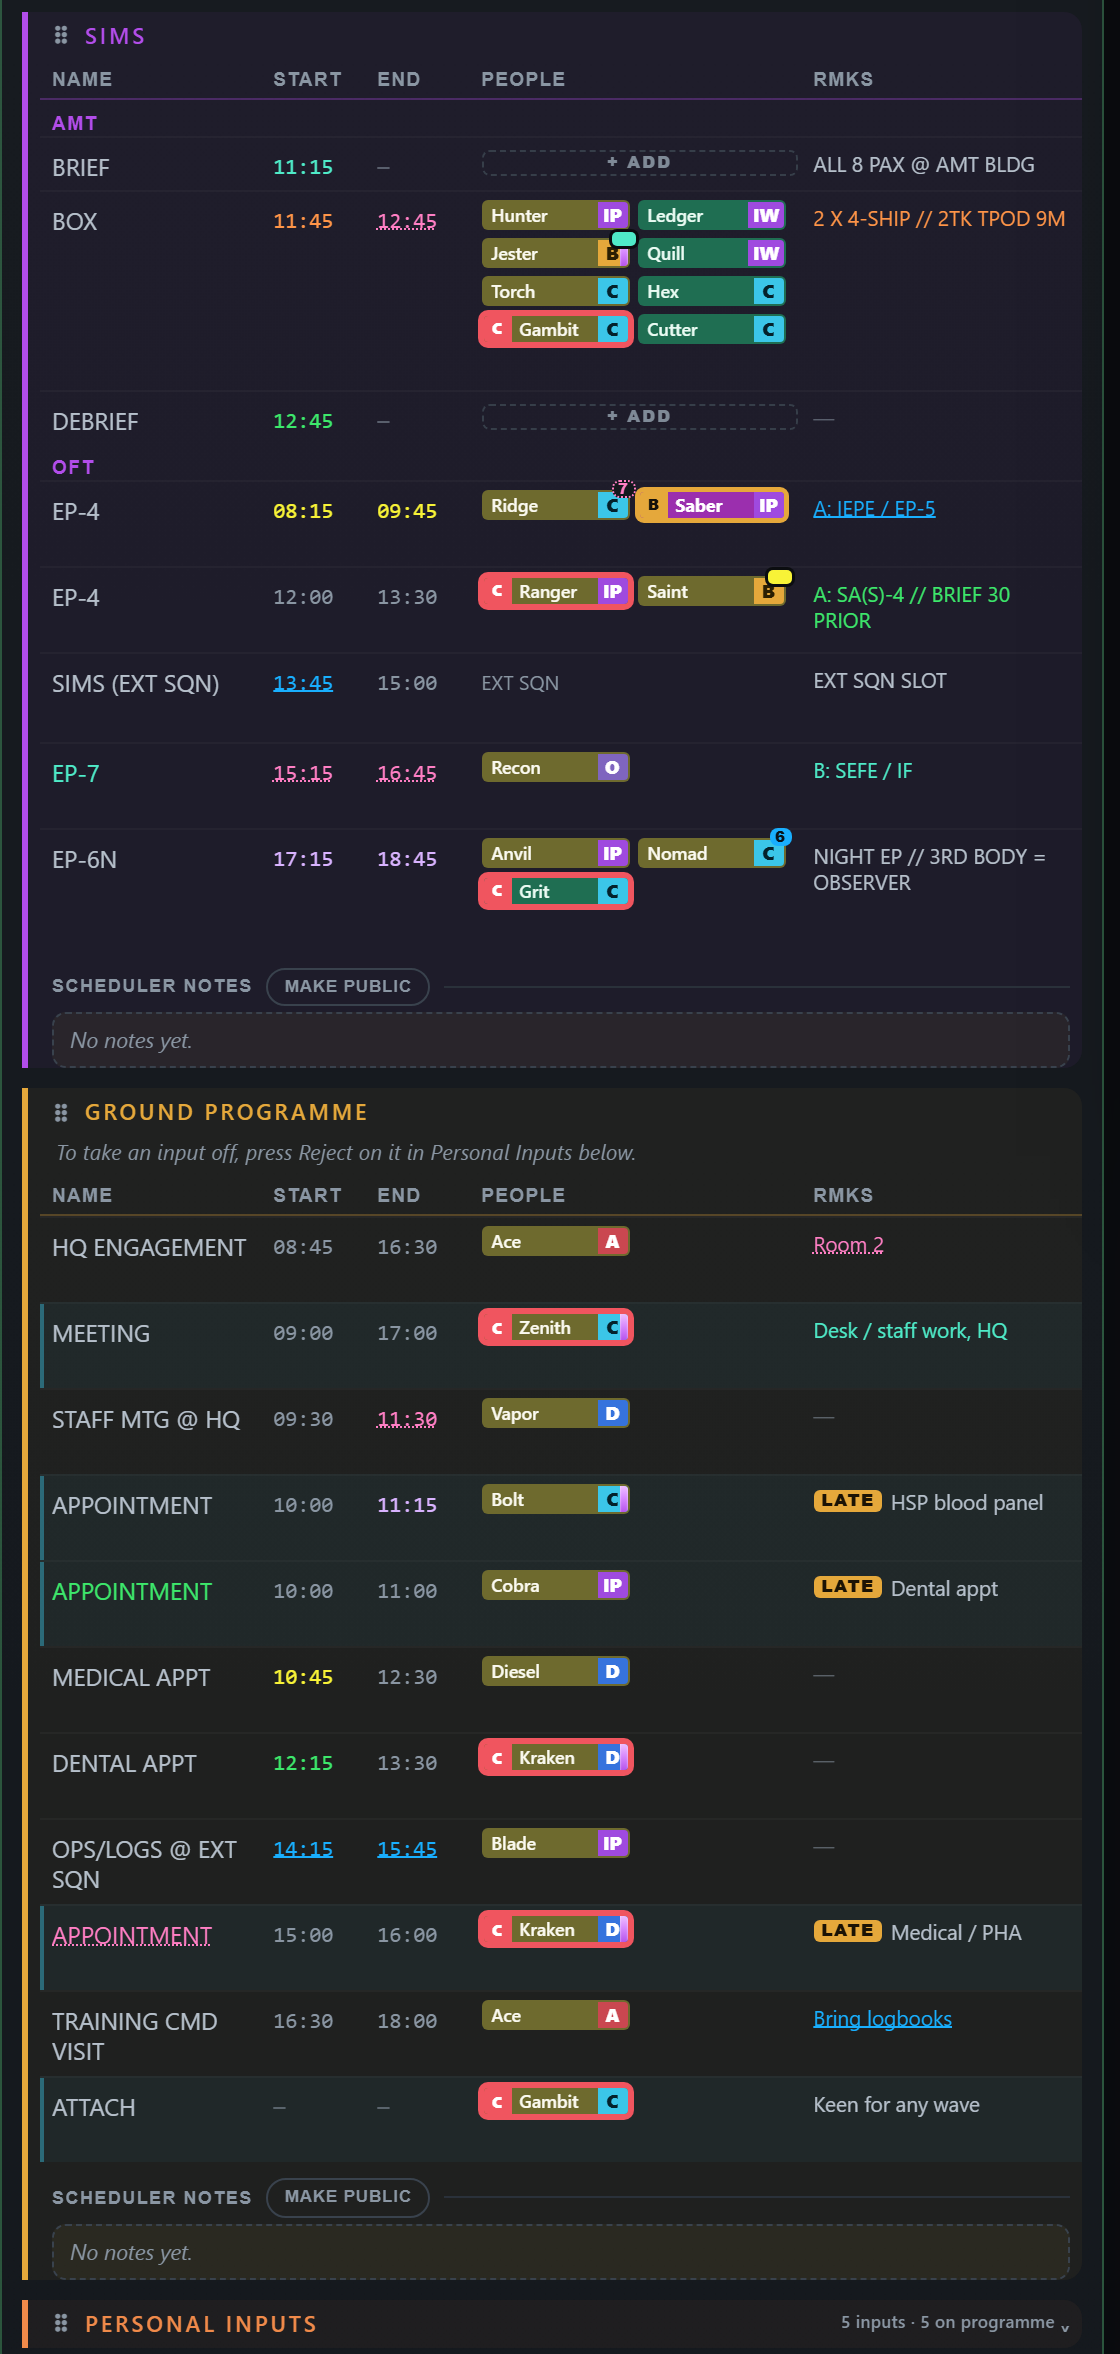 SIMS
NAME START END PEOPLE RMKS
AMT
BRIEF 11:15 — + ADD ALL 8 PAX @ AMT BLDG
BOX 11:45 12:45 Hunter IP Ledger IW 2 X 4-SHIP // 2TK TPOD 9M
Jester B Quill IW
Torch C Hex C
C Gambit C Cutter C
DEBRIEF 12:45 — + ADD —
OFT
EP-4 08:15 09:45 Ridge C 7 B Saber IP A: IEPE / EP-5
EP-4 12:00 13:30 C Ranger IP Saint B A: SA(S)-4 // BRIEF 30
PRIOR
SIMS (EXT SQN) 13:45 15:00 EXT SQN EXT SQN SLOT
EP-7 15:15 16:45 Recon O B: SEFE / IF
EP-6N 17:15 18:45 Anvil IP Nomad C 6 NIGHT EP // 3RD BODY =
C Grit C OBSERVER
SCHEDULER NOTES MAKE PUBLIC
No notes yet.
GROUND PROGRAMME
To take an input off, press Reject on it in Personal Inputs below.
NAME START END PEOPLE RMKS
HQ ENGAGEMENT 08:45 16:30 Ace A Room 2
MEETING 09:00 17:00 C Zenith C Desk / staff work, HQ
STAFF MTG @ HQ 09:30 11:30 Vapor D —
APPOINTMENT 10:00 11:15 Bolt C LATE HSP blood panel
APPOINTMENT 10:00 11:00 Cobra IP LATE Dental appt
MEDICAL APPT 10:45 12:30 Diesel D —
DENTAL APPT 12:15 13:30 C Kraken D —
OPS/LOGS @ EXT 14:15 15:45 Blade IP —
SQN
APPOINTMENT 15:00 16:00 C Kraken D LATE Medical / PHA
TRAINING CMD 16:30 18:00 Ace A Bring logbooks
VISIT
ATTACH — — C Gambit C Keen for any wave
SCHEDULER NOTES MAKE PUBLIC
No notes yet.
PERSONAL INPUTS 5 inputs · 5 on programme